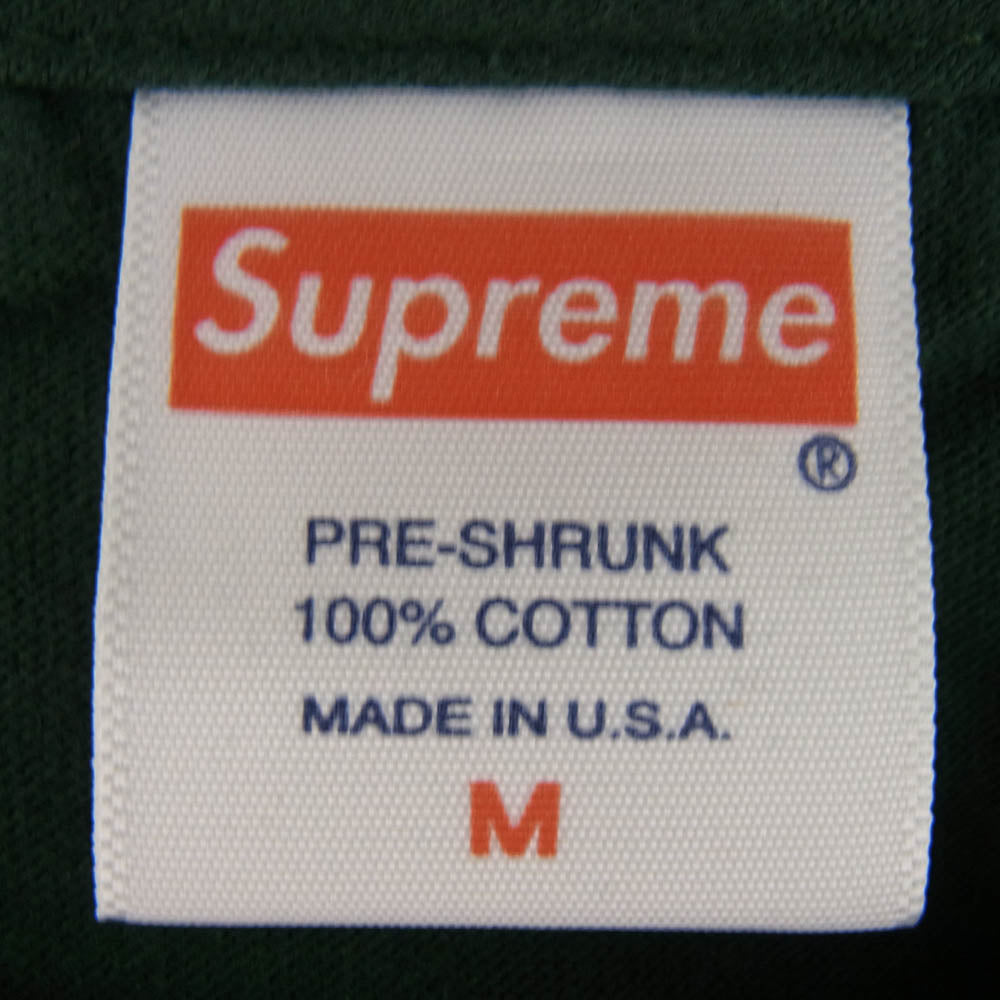 Supreme
®
PRE-SHRUNK
100% COTTON
MADE IN U.S.A.
M